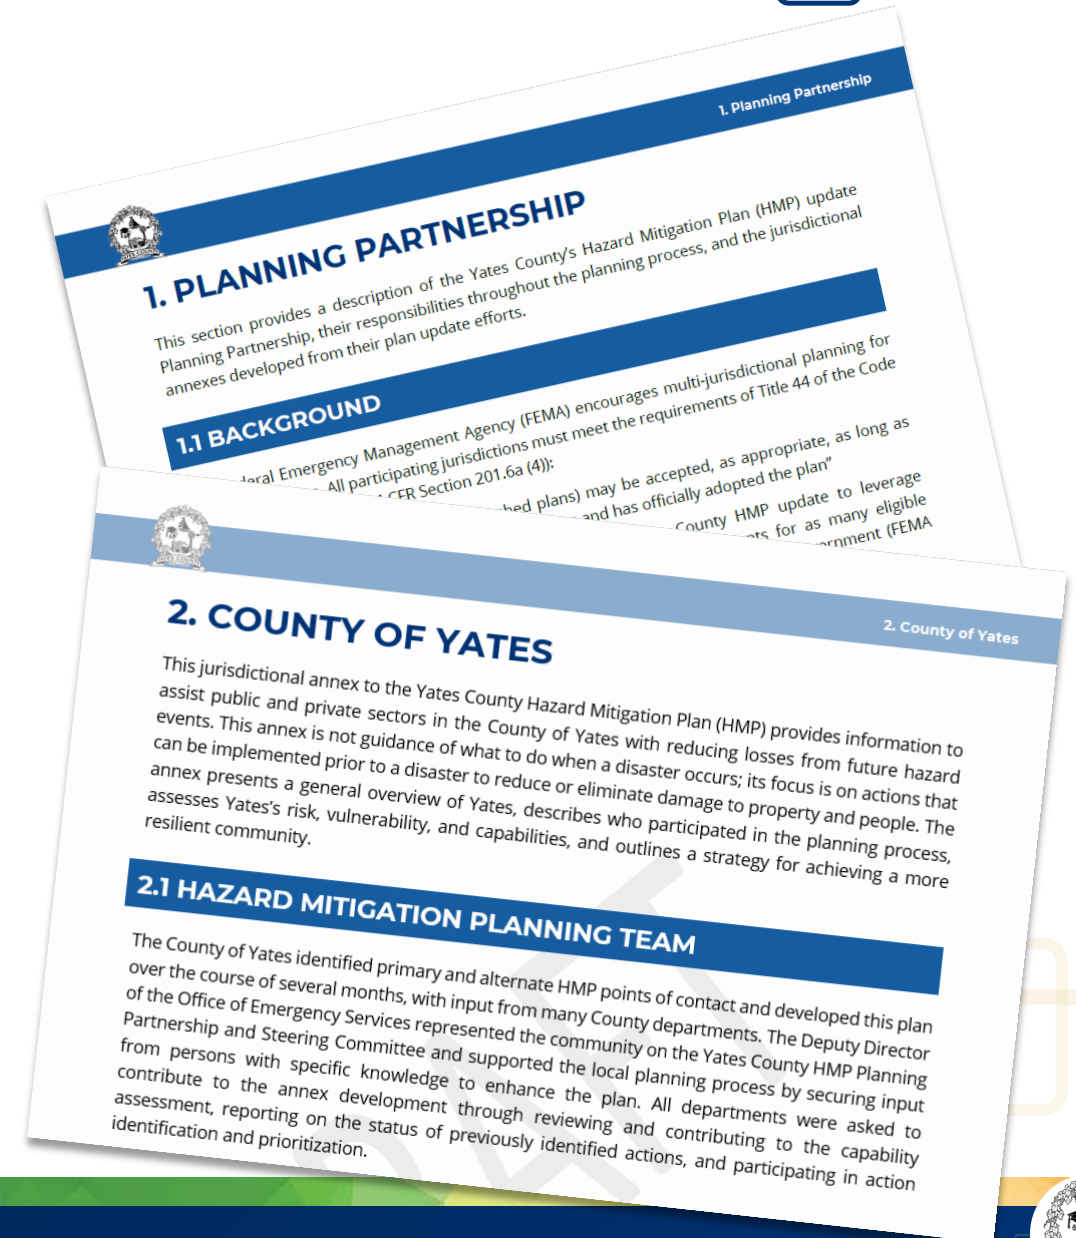 1. Planning Partnership
1. PLANNING PARTNERSHIP
This section provides a description of the Yates County's Hazard Mitigation Plan (HMP) update
Planning Partnership, their responsibilities throughout the planning process, and the jurisdictional
annexes developed from their plan update efforts.
1.1 BACKGROUND
Emergency Management Agency (FEMA) encourages multi-jurisdictional planning for
All participating jurisdictions must meet the requirements of Title 44 of the Code
CFR Section 201.6a (4)):
plans) may be accepted, as appropriate, as long as
and has officially adopted the plan"
County HMP update to leverage
for as many eligible
(FEMA
2. County of Yates
2. COUNTY OF YATES
This jurisdictional annex to the Yates County Hazard Mitigation Plan (HMP) provides information to
assist public and private sectors in the County of Yates with reducing losses from future hazard
events. This annex is not guidance of what to do when a disaster occurs; its focus is on actions that
can be implemented prior to a disaster to reduce or eliminate damage to property and people. The
annex presents a general overview of Yates, describes who participated in the planning process,
assesses Yates's risk, vulnerability, and capabilities, and outlines a strategy for achieving a more
resilient community.
2.1 HAZARD MITIGATION PLANNING TEAM
The County of Yates identified primary and alternate HMP points of contact and developed this plan
over the course of several months, with input from many County departments. The Deputy Director
of the Office of Emergency Services represented the community on the Yates County HMP Planning
Partnership and Steering Committee and supported the local planning process by securing input
from persons with specific knowledge to enhance the plan. All departments were asked to
contribute to the annex development through reviewing and contributing to the capability
assessment, reporting on the status of previously identified actions, and participating in action
identification and prioritization.